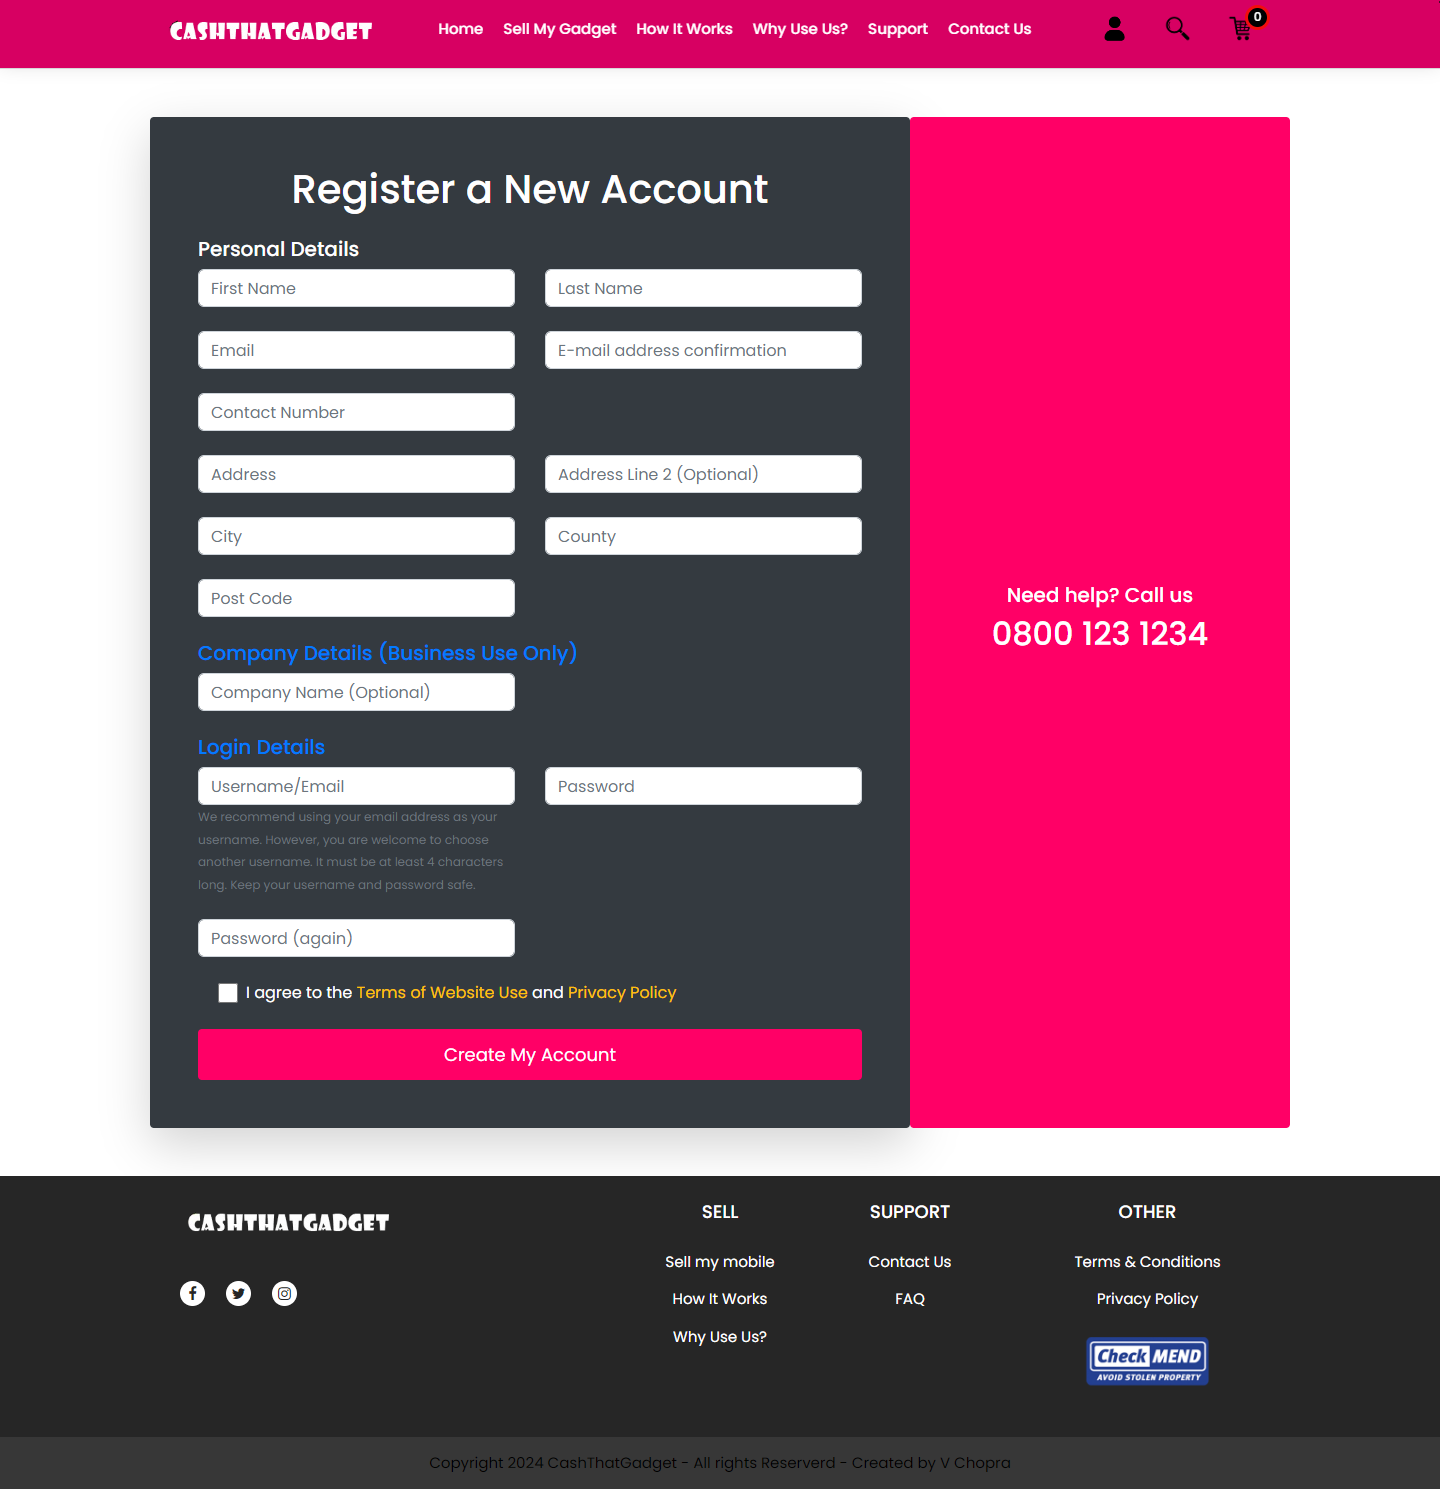 CASHTHATGADGET
Home Sell My Gadget How It Works Why Use Us? Support Contact Us
0
Register a New Account
Personal Details
First Name Last Name
Email E-mail address confirmation
Contact Number
Address Address Line 2 (Optional)
City County
Post Code
Company Details (Business Use Only)
Company Name (Optional)
Login Details
Username/Email Password
We recommend using your email address as your
username. However, you are welcome to choose
another username. It must be at least 4 characters
long. Keep your username and password safe.
Password (again)
I agree to the Terms of Website Use and Privacy Policy
Create My Account
Need help? Call us
0800 123 1234
CASHTHATGADGET
SELL
Sell my mobile
How It Works
Why Use Us?
SUPPORT
Contact Us
FAQ
OTHER
Terms & Conditions
Privacy Policy
Check MEND
AVOID STOLEN PROPERTY
Copyright 2024 CashThatGadget - All rights Reserverd - Created by V Chopra